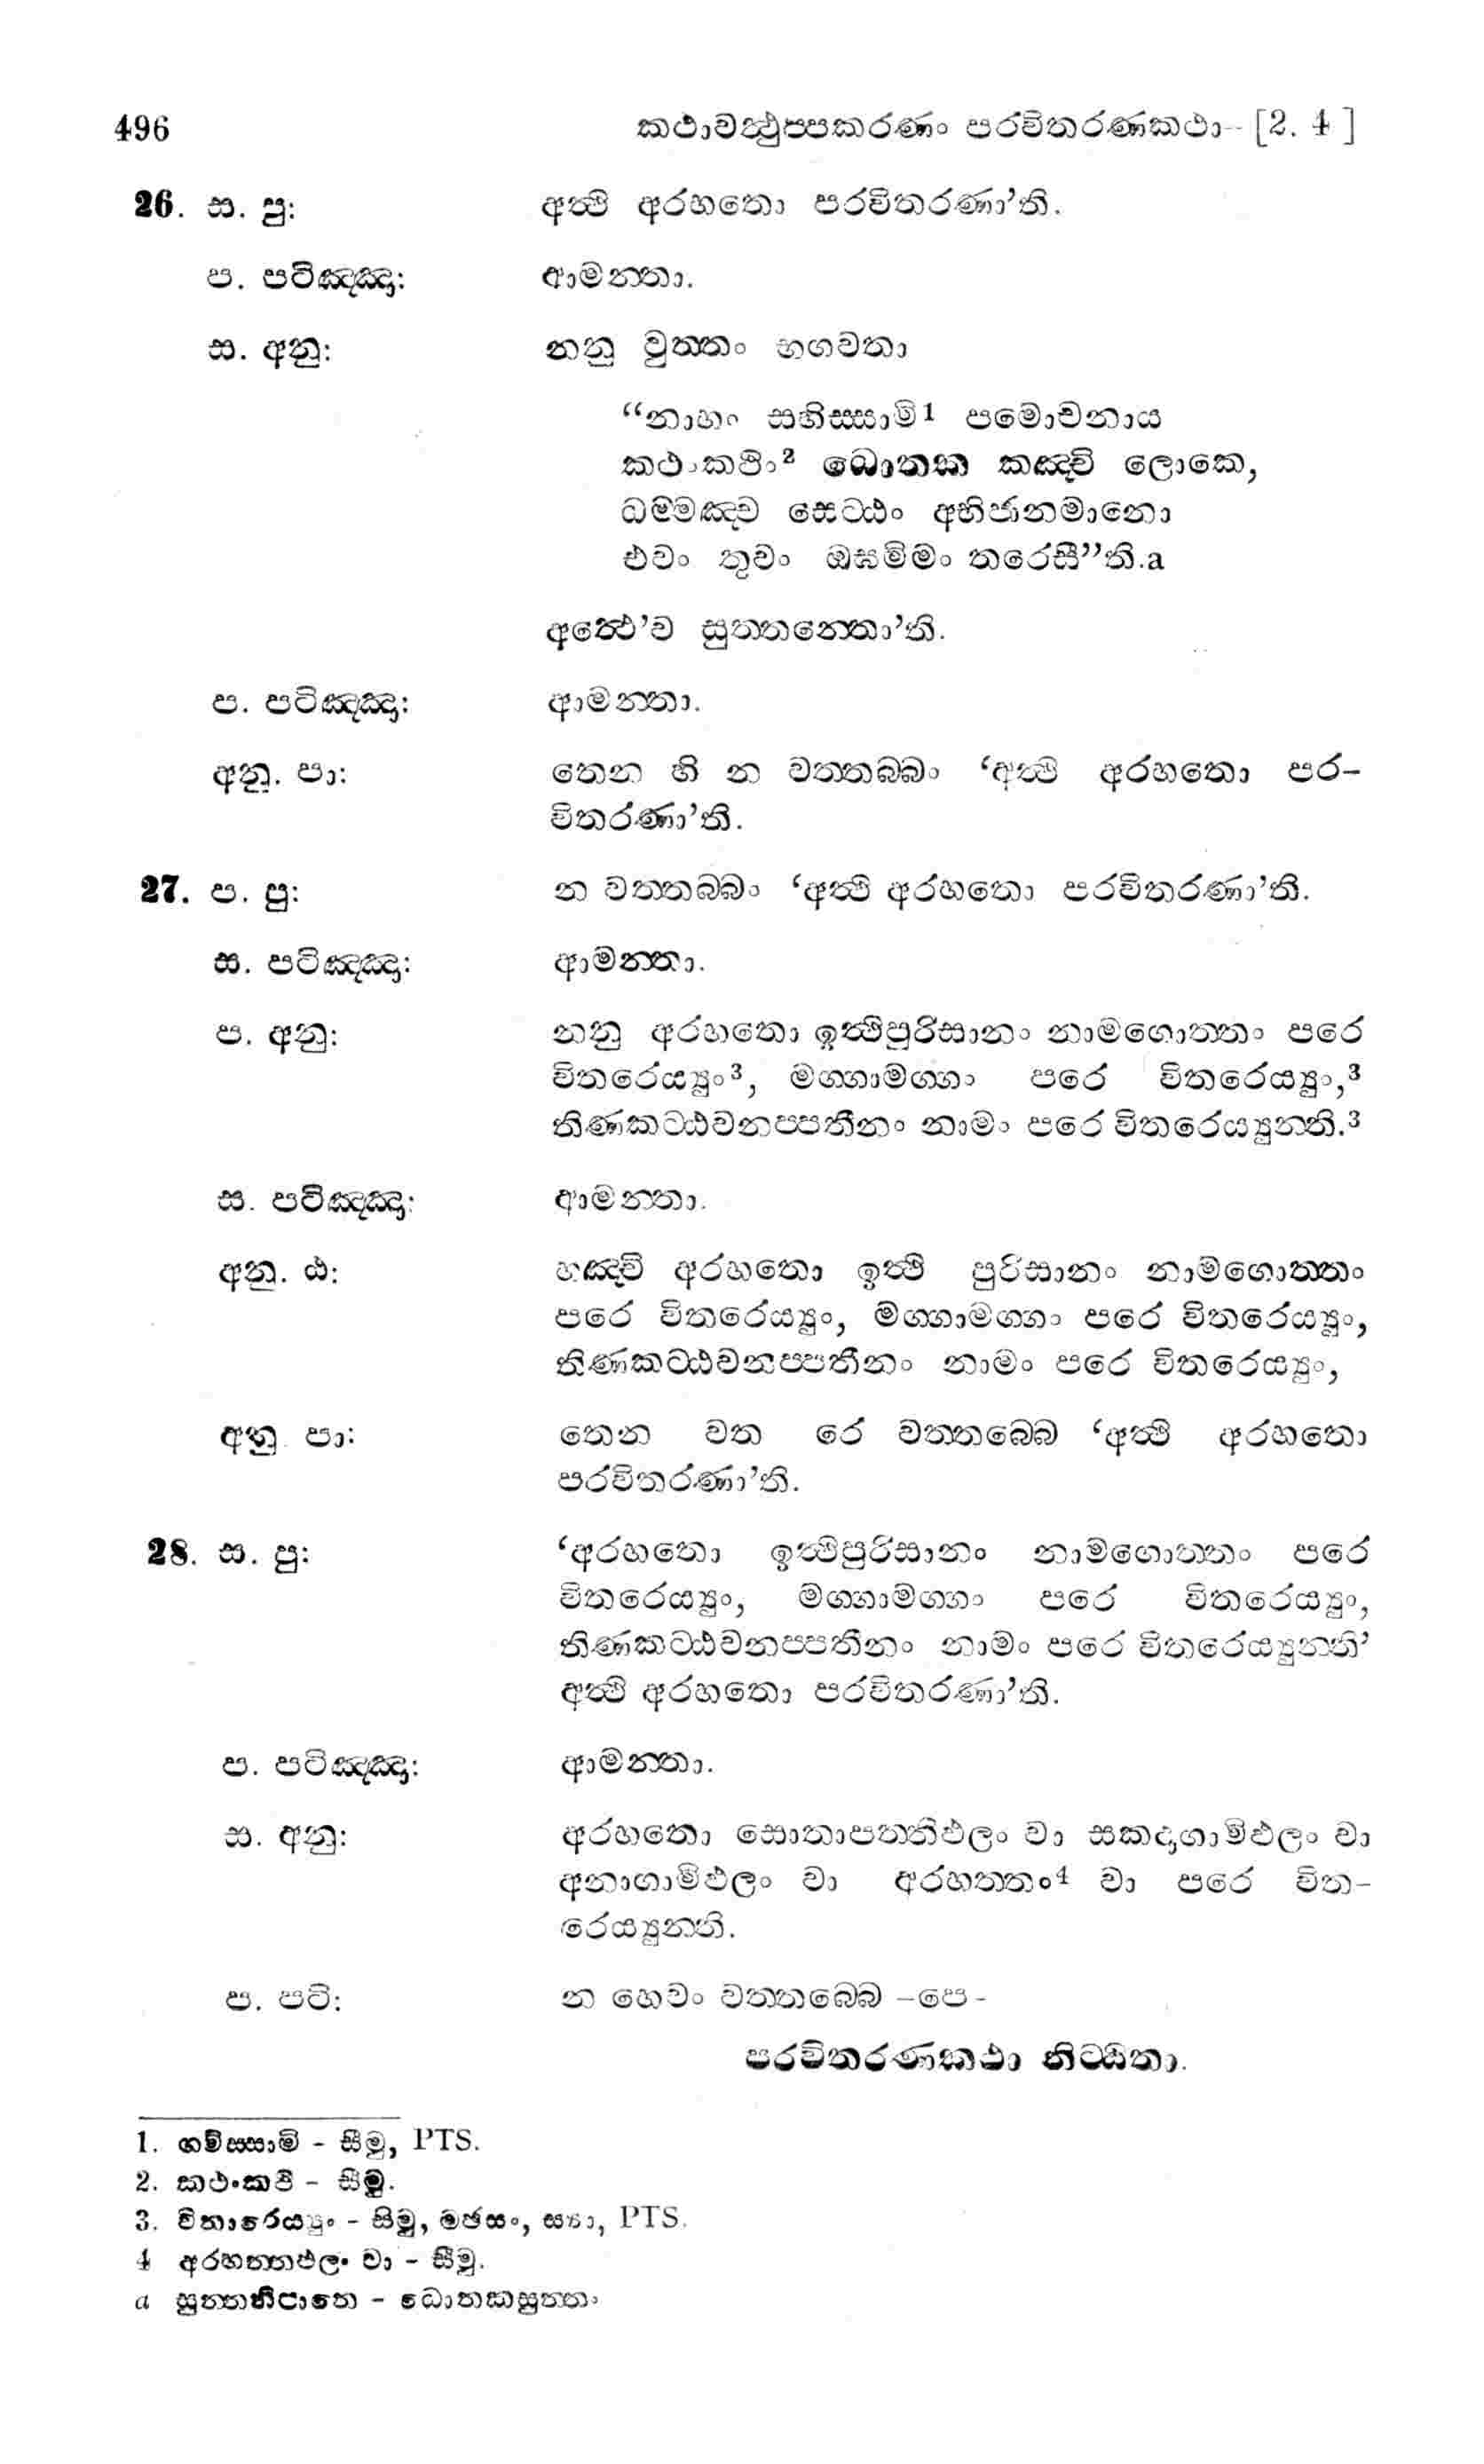 496 කථාවත්ථුප්පකරණං පරවිතරණකථා- [2. 4]
26. ස. පු: අත්ථි අරහතො පරවිතරණා’ති.
ප. පටිඤ්ඤා: ආමන්තා.
ස. අනු: නනු වුත්තං භගවතා
“නාහං සහිස්සාමි1 පමොචනාය
කථංකථිං2 ධොතක කඤ්චි ලොකෙ,
ධම්මඤ්ච සෙට්ඨං අභිජානමානො
එවං තුවං ඔඝමිමං තරෙසී”ති.a
අත්ථෙ’ව සුත්තන්තො’ති.
ප. පටිඤ්ඤා: ආමන්තා.
අනු. පා: තෙන හි න වත්තබ්බං ‘අත්ථි අරහතො පර-
විතරණා’ති.
27. ප. පු: න වත්තබ්බං ‘අත්ථි අරහතො පරවිතරණා’ති.
ස. පටිඤ්ඤා: ආමන්තා.
ප. අනු: නනු අරහතො ඉත්ථිපුරිසානං නාමගොත්තං පරෙ
විතරෙය්‍යුං3, මග්ගාමග්ගං පරෙ විතරෙය්‍යුං,3
තිණකට්ඨවනප්පතීනං නාමං පරෙ විතරෙය්‍යුන්ති.3
ස. පටිඤ්ඤා: ආමන්තා.
අනු. ඨ: හඤ්චි අරහතො ඉත්ථි පුරිසානං නාමගොත්තං
පරෙ විතරෙය්‍යුං, මග්ගාමග්ගං පරෙ විතරෙය්‍යුං,
තිණකට්ඨවනප්පතීනං නාමං පරෙ විතරෙය්‍යුං,
අනු. පා: තෙන වත රෙ වත්තබ්බෙ ‘අත්ථි අරහතො
පරවිතරණා’ති.
28. ස. පු: ‘අරහතො ඉත්ථිපුරිසානං නාමගොත්තං පරෙ
විතරෙය්‍යුං, මග්ගාමග්ගං පරෙ විතරෙය්‍යුං,
තිණකට්ඨවනප්පතීනං නාමං පරෙ විතරෙය්‍යුන්ති’
අත්ථි අරහතො පරවිතරණා’ති.
ප. පටිඤ්ඤා: ආමන්තා.
ස. අනු: අරහතො සොතාපත්තිඵලං වා සකදාගාමිඵලං වා
අනාගාමිඵලං වා අරහත්තං4 වා පරෙ විත-
රෙය්‍යුන්ති.
ප. පටි: න හෙවං වත්තබ්බෙ -පෙ-
පරවිතරණකථා නිට්ඨිතා.
1. ගමිස්සාමි - සීමු, PTS.
2. කථංකථී - සීමු.
3. විතාරෙය්‍යුං - සිමු, මඡසං, ස්‍යා, PTS.
4 අරහත්තඵලං වා - සීමු.
a සුත්තනිපාතෙ - ධොතකසුත්තං